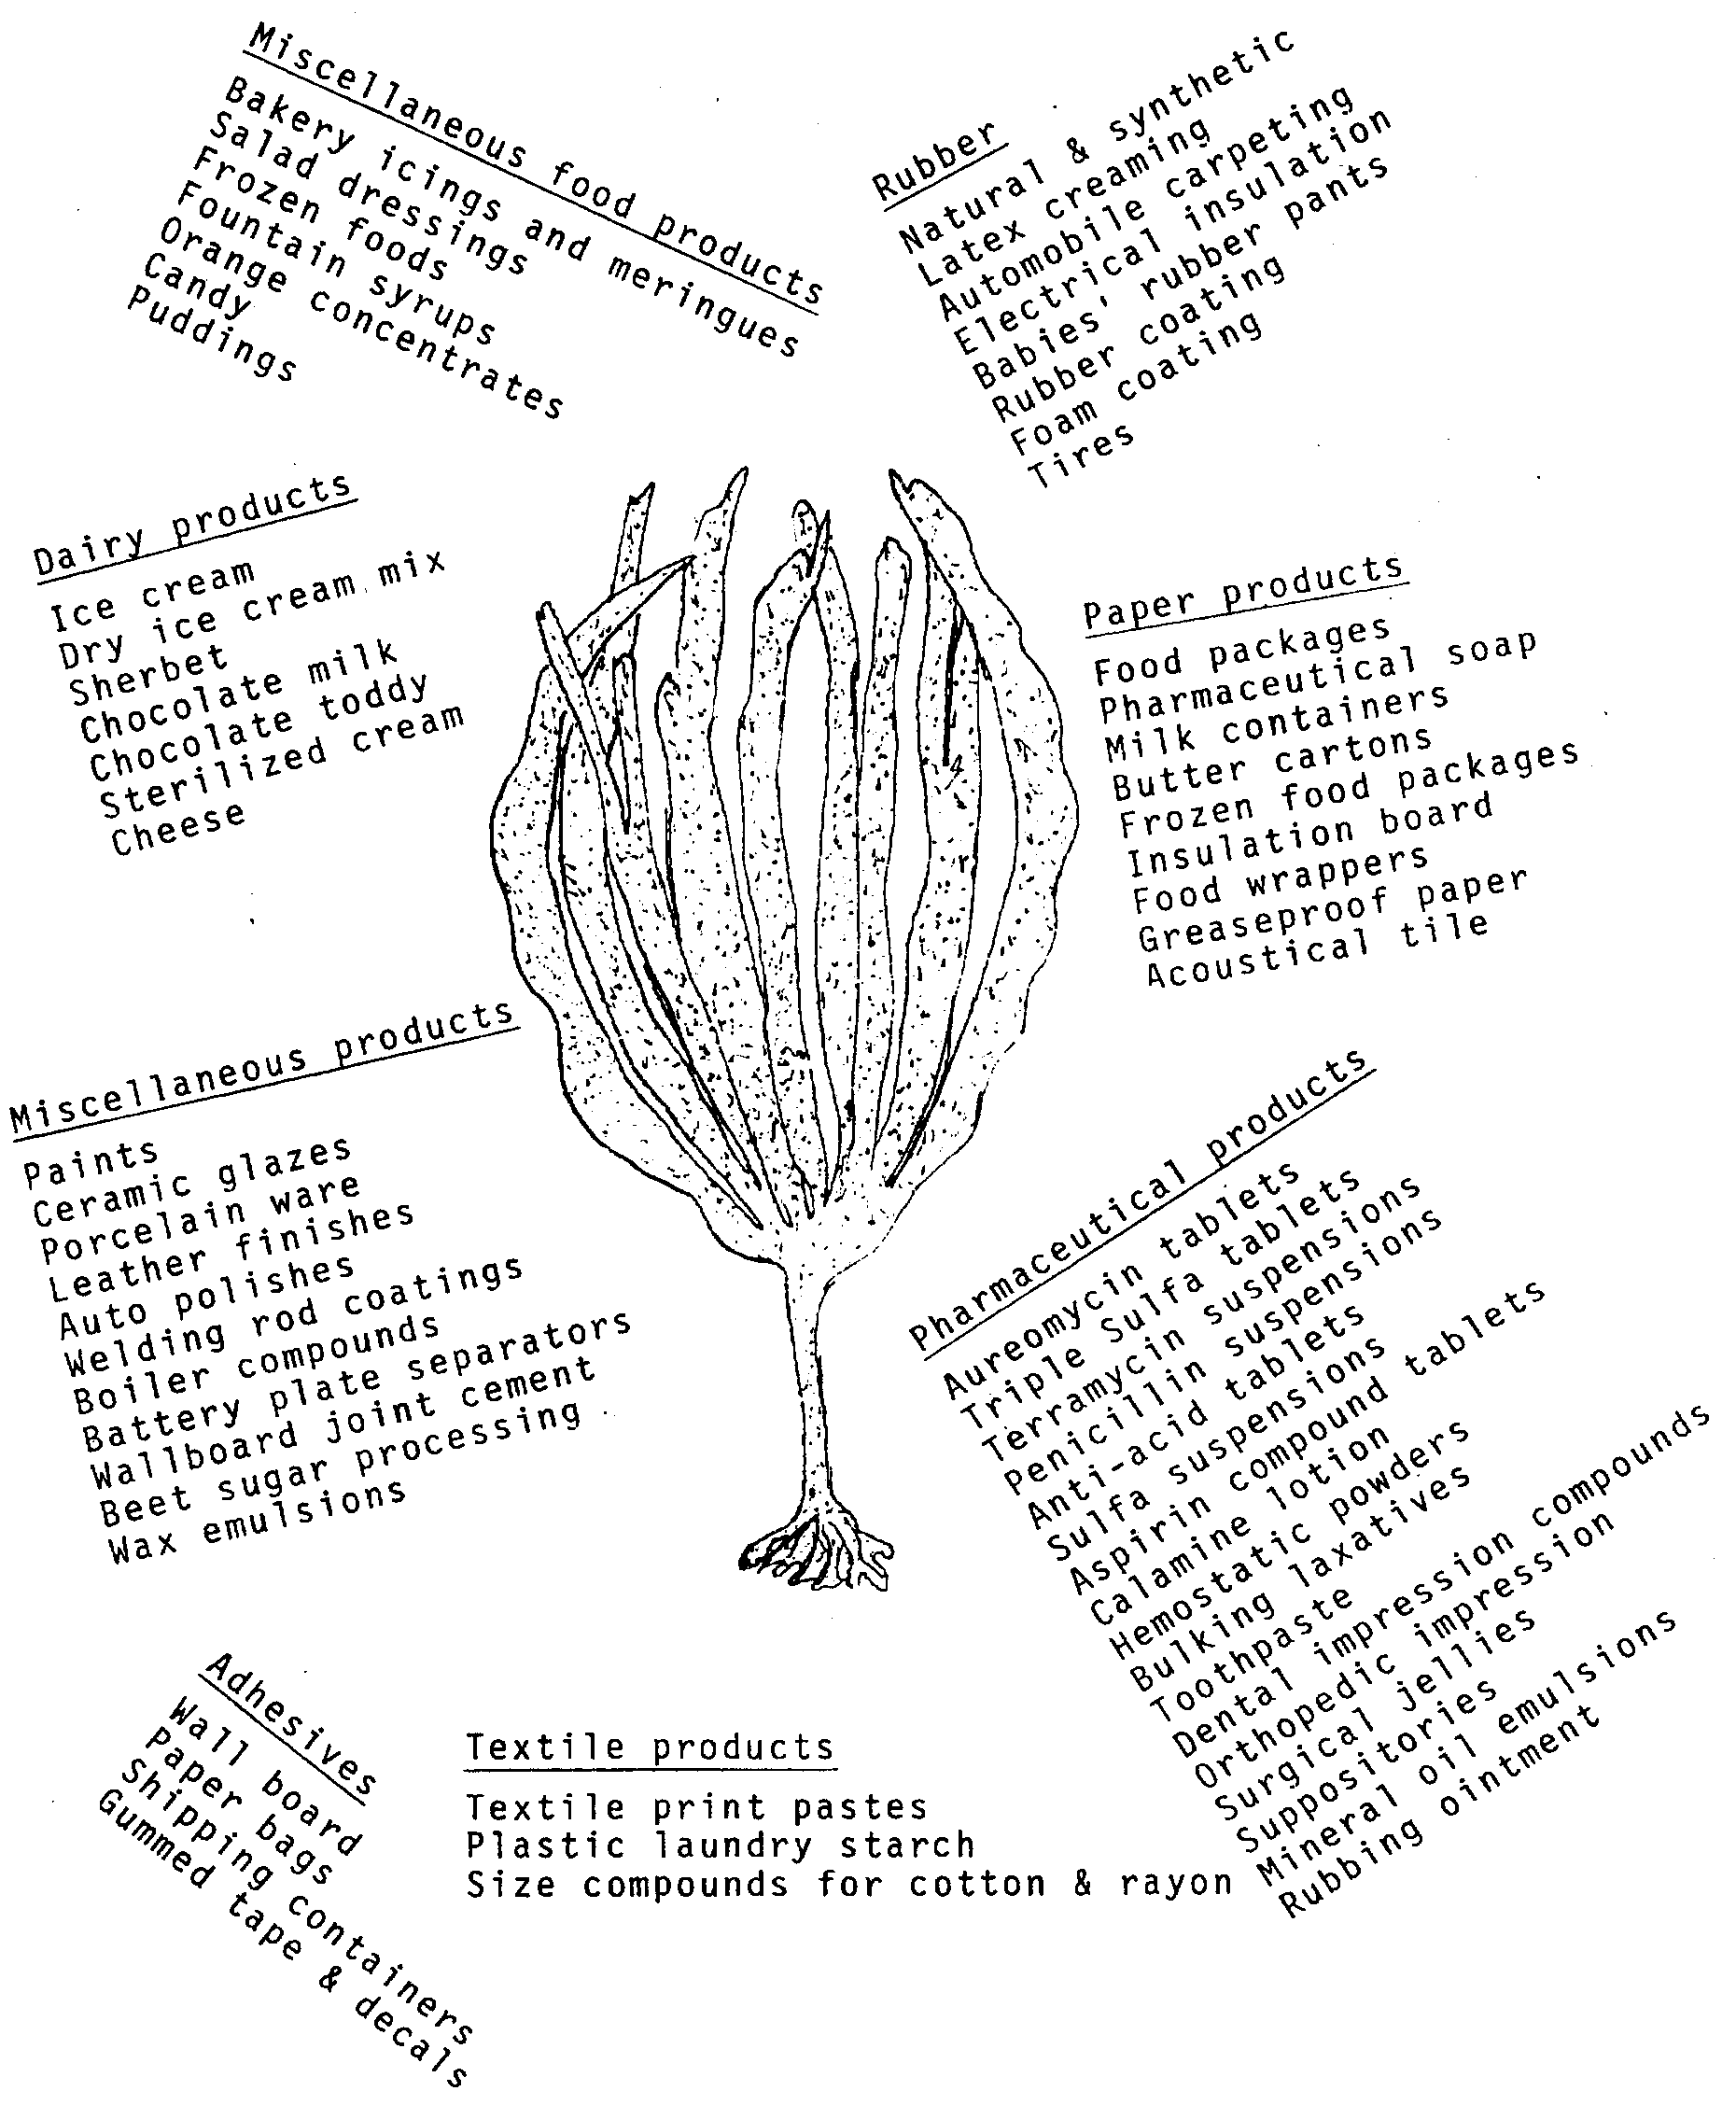 Miscellaneous food products
Bakery icings and meringues
Salad dressings
Frozen foods
Fountain syrups
Orange concentrates
Candy
Puddings
Rubber
Natural & synthetic
Latex creaming
Automobile carpeting
Electrical insulation
Babies' rubber pants
Rubber coating
Foam coating
Tires
Dairy products
Ice cream
Dry ice cream mix
Sherbet
Chocolate milk
Chocolate toddy
Sterilized cream
Cheese
Paper products
Food packages
Pharmaceutical soap
Milk containers
Butter cartons
Frozen food packages
Insulation board
Food wrappers
Greaseproof paper
Acoustical tile
Miscellaneous products
Paints
Ceramic glazes
Porcelain ware
Leather finishes
Auto polishes
Welding rod coatings
Boiler compounds
Battery plate separators
Wallboard joint cement
Beet sugar processing
Wax emulsions
Pharmaceutical products
Aureomycin tablets
Triple Sulfa tablets
Terramycin suspensions
Penicillin suspensions
Anti-acid tablets
Sulfa suspensions
Aspirin compound tablets
Calamine lotion
Hemostatic powders
Bulking laxatives
Toothpaste
Dental impression compounds
Orthopedic impression
Surgical jellies
Suppositories
Mineral oil emulsions
Rubbing ointment
Adhesives
Wall board
Paper bags
Shipping containers
Gummed tape & decals
Textile products
Textile print pastes
Plastic laundry starch
Size compounds for cotton & rayon